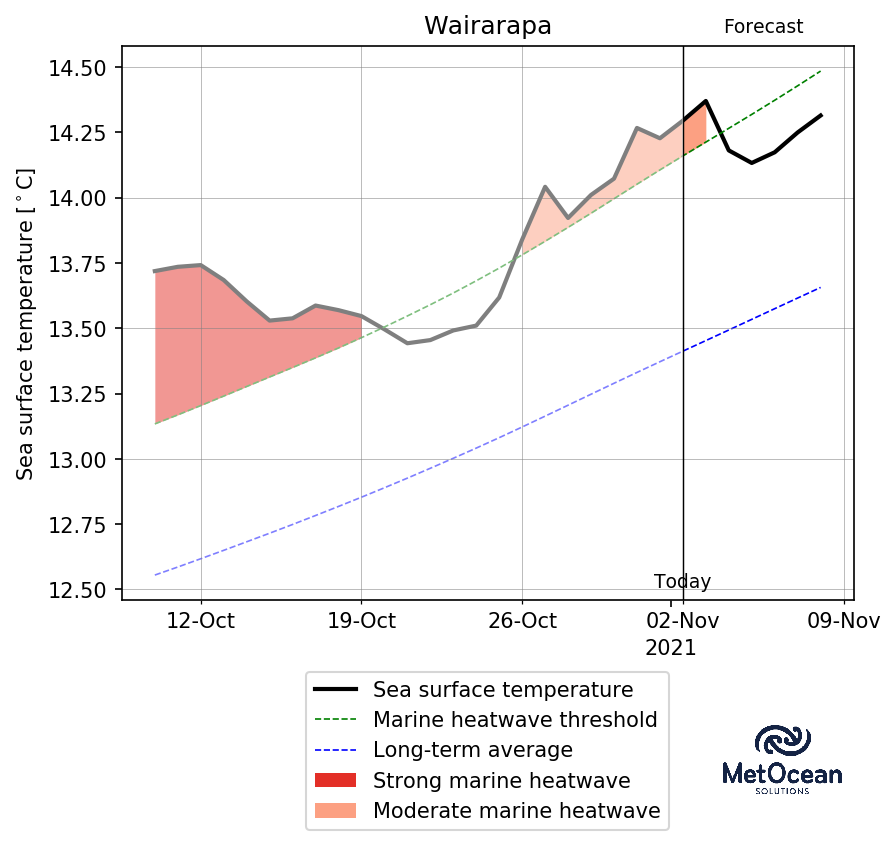 Wairarapa
Forecast
Sea surface temperature [°C]
14.50
14.25
14.00
13.75
13.50
13.25
13.00
12.75
12.50
Today
12-Oct 19-Oct 26-Oct 02-Nov 09-Nov
2021
Sea surface temperature
Marine heatwave threshold
Long-term average
Strong marine heatwave
Moderate marine heatwave
MetOcean
SOLUTIONS